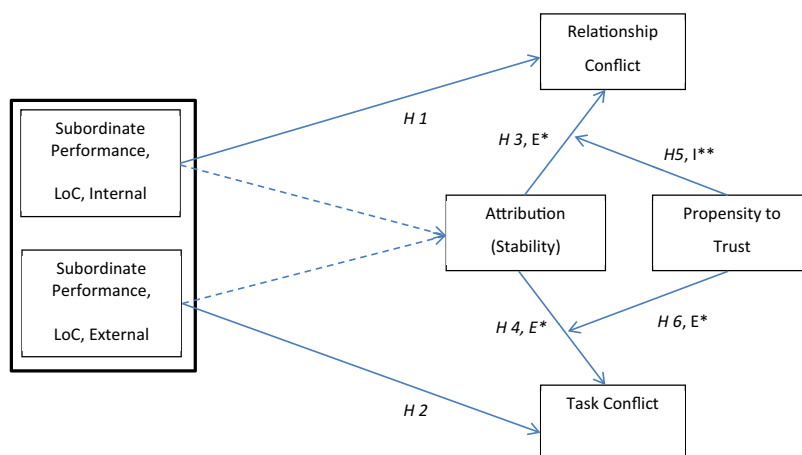 Relationship
Conflict
H 1
Subordinate
Performance,
LoC, Internal
H 3, E*
H5, I**
Attribution
(Stability)
Propensity to
Trust
Subordinate
Performance,
LoC, External
H 4, E*
H 6, E*
H 2
Task Conflict